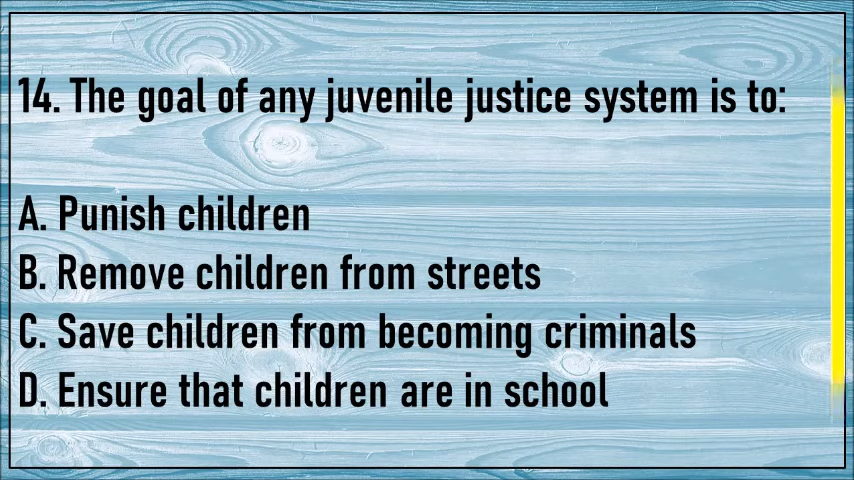 14. The goal of any juvenile justice system is to:
A. Punish children
B. Remove children from streets
C. Save children from becoming criminals
D. Ensure that children are in school